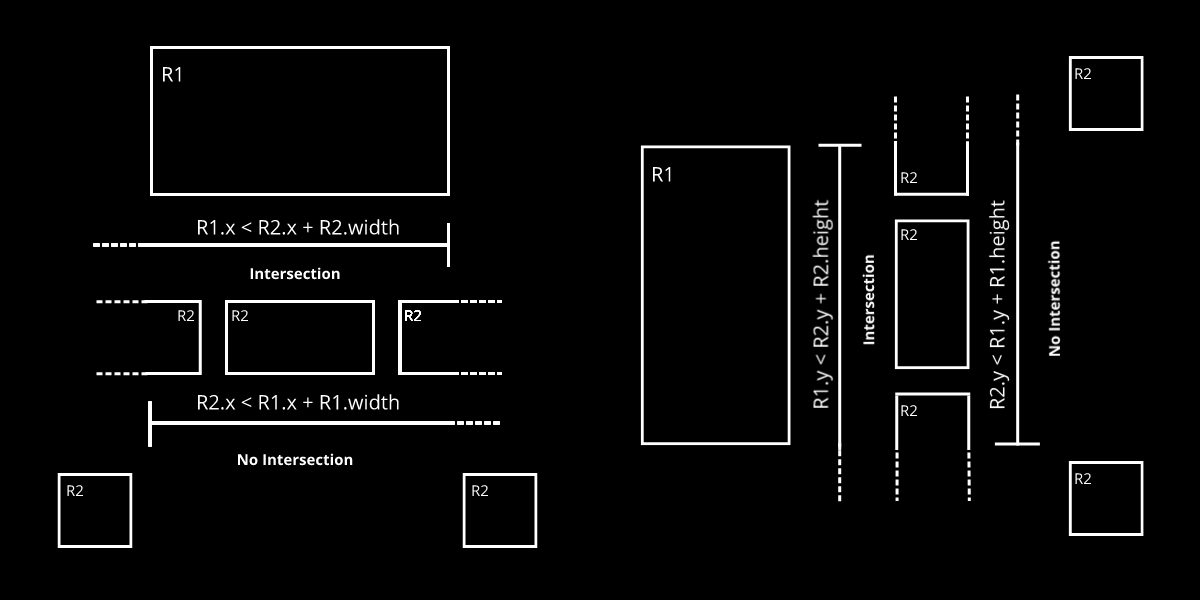 R1
R1.x < R2.x + R2.width
Intersection
R2
R2
R2
R2.x < R1.x + R1.width
No Intersection
R2
R2
R1
R1.y < R2.y + R2.height
Intersection
R2
R2
R2
R2.y < R1.y + R1.height
No Intersection
R2
R2